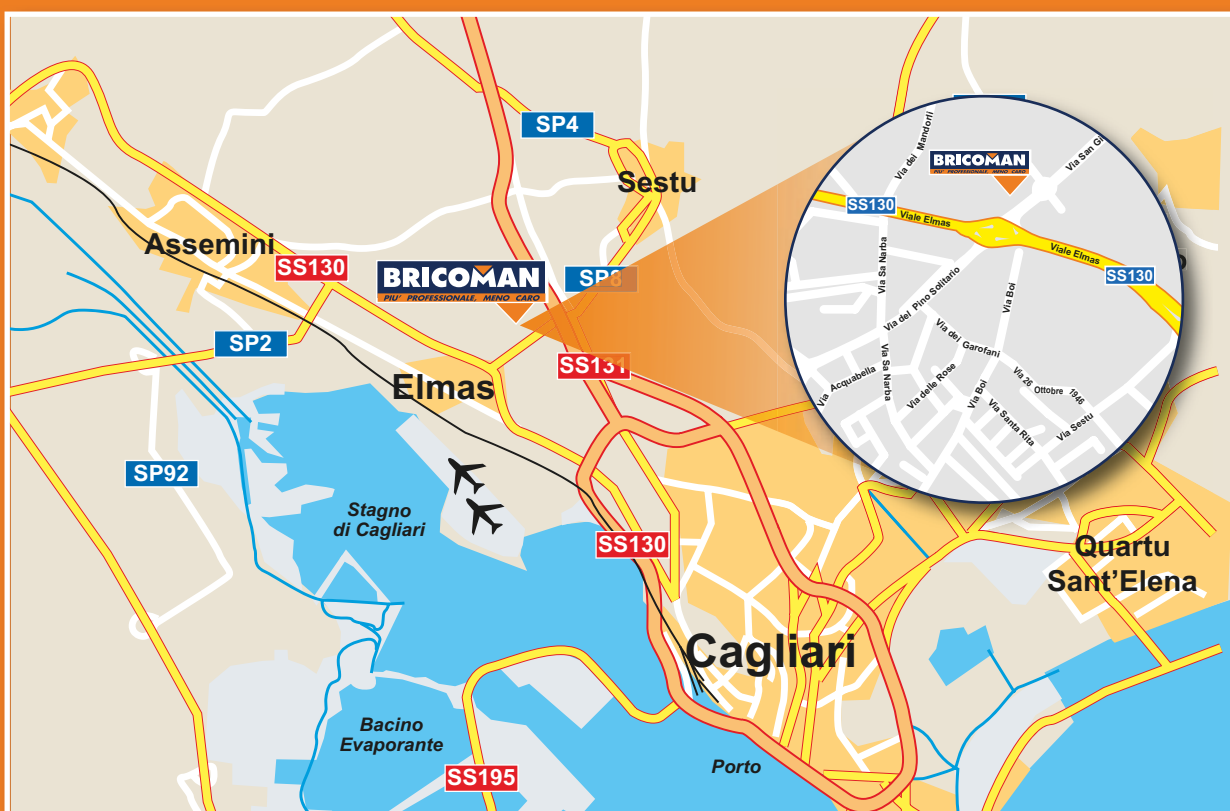 SP4
Sestu
Assemini
SS130
BRICOMAN
PIU' PROFESSIONALE, MENO CARO
SP8
SP2
SS131
Elmas
SP92
Stagno
di Cagliari
SS130
Quartu
Sant'Elena
Cagliari
Bacino
Evaporante
Porto
SS195
Via dei Mandorli
Via San Gi
BRICOMAN
PIU' PROFESSIONALE, MENO CARO
SS130
Viale Elmas
Viale Elmas
SS130
Via Sa Narba
Via del Pino Solitario
Via Boi
Via dei Garofani
Via Acquabella
Via Sa Narba
Via delle Rose
Via Boi
Via 26 Ottobre 1946
Via Santa Rita
Via Sestu